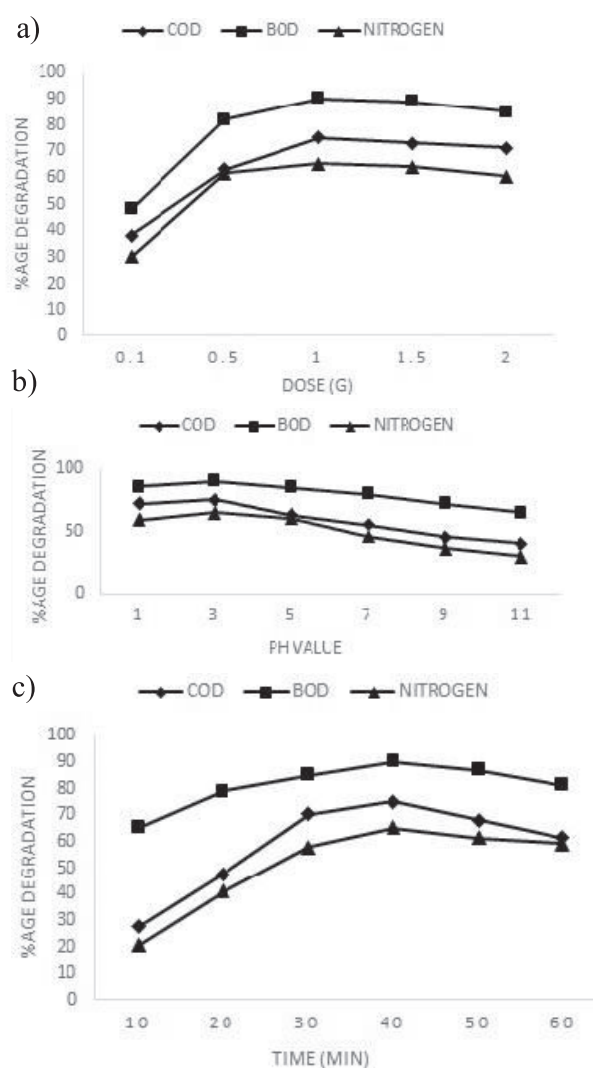 a)
COD BOD NITROGEN
100
90
80
70
60
50
40
30
20
10
0
%AGE DEGRADATION
0.1 0.5 1 1.5 2
DOSE (G)
b)
COD BOD NITROGEN
100
50
0
%AGE DEGRADATION
1 3 5 7 9 11
PH VALUE
c)
COD BOD NITROGEN
100
90
80
70
60
50
40
30
20
10
0
%AGE DEGRADATION
10 20 30 40 50 60
TIME (MIN)